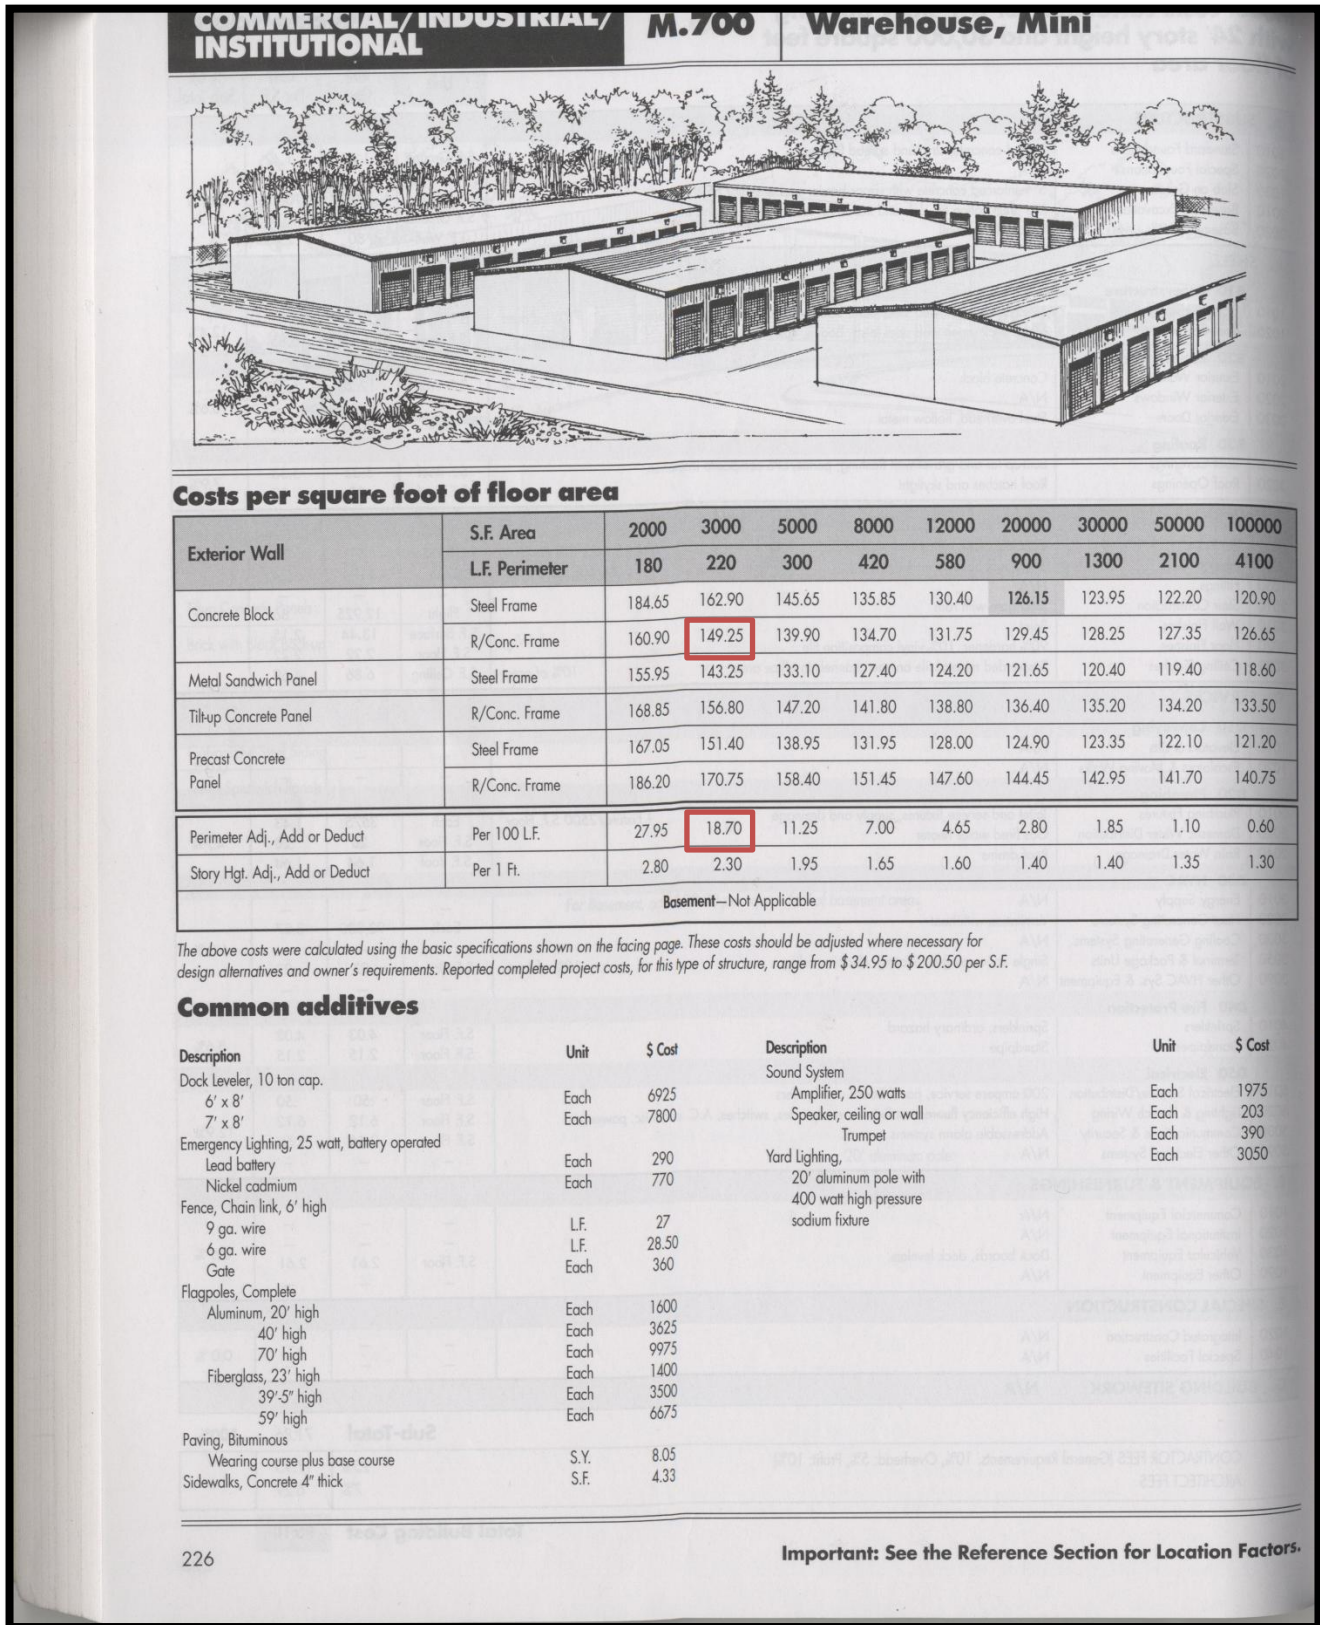 COMMERCIAL/INDUSTRIAL/ M.700 Warehouse, Mini
INSTITUTIONAL
Costs per square foot of floor area
Exterior Wall S.F. Area 2000 3000 5000 8000 12000 20000 30000 50000 100000
L.F. Perimeter 180 220 300 420 580 900 1300 2100 4100
Concrete Block Steel Frame 184.65 162.90 145.65 135.85 130.40 126.15 123.95 122.20 120.90
R/Conc. Frame 160.90 149.25 139.90 134.70 131.75 129.45 128.25 127.35 126.65
Metal Sandwich Panel Steel Frame 155.95 143.25 133.10 127.40 124.20 121.65 120.40 119.40 118.60
Tilt-up Concrete Panel R/Conc. Frame 168.85 156.80 147.20 141.80 138.80 136.40 135.20 134.20 133.50
Precast Concrete Steel Frame 167.05 151.40 138.95 131.95 128.00 124.90 123.35 122.10 121.20
Panel R/Conc. Frame 186.20 170.75 158.40 151.45 147.60 144.45 142.95 141.70 140.75
Perimeter Adj., Add or Deduct Per 100 L.F. 27.95 18.70 11.25 7.00 4.65 2.80 1.85 1.10 0.60
Story Hgt. Adj., Add or Deduct Per 1 Ft. 2.80 2.30 1.95 1.65 1.60 1.40 1.40 1.35 1.30
Basement—Not Applicable
The above costs were calculated using the basic specifications shown on the facing page. These costs should be adjusted where necessary for
design alternatives and owner's requirements. Reported completed project costs, for this type of structure, range from $34.95 to $200.50 per S.F.
Common additives
Description Unit $ Cost
Dock Leveler, 10 ton cap.
6' x 8' Each 6925
7' x 8' Each 7800
Emergency Lighting, 25 watt, battery operated
Lead battery Each 290
Nickel cadmium Each 770
Fence, Chain link, 6' high
9 ga. wire L.F. 27
6 ga. wire L.F. 28.50
Gate Each 360
Flagpoles, Complete
Aluminum, 20' high Each 1600
40' high Each 3625
70' high Each 9975
Fiberglass, 23' high Each 1400
39'-5" high Each 3500
59' high Each 6675
Paving, Bituminous
Wearing course plus base course S.Y. 8.05
Sidewalks, Concrete 4" thick S.F. 4.33
Description Unit $ Cost
Sound System
Amplifier, 250 watts Each 1975
Speaker, ceiling or wall Each 203
Trumpet Each 390
Yard Lighting, Each 3050
20' aluminum pole with
400 watt high pressure
sodium fixture
226
Important: See the Reference Section for Location Factors.